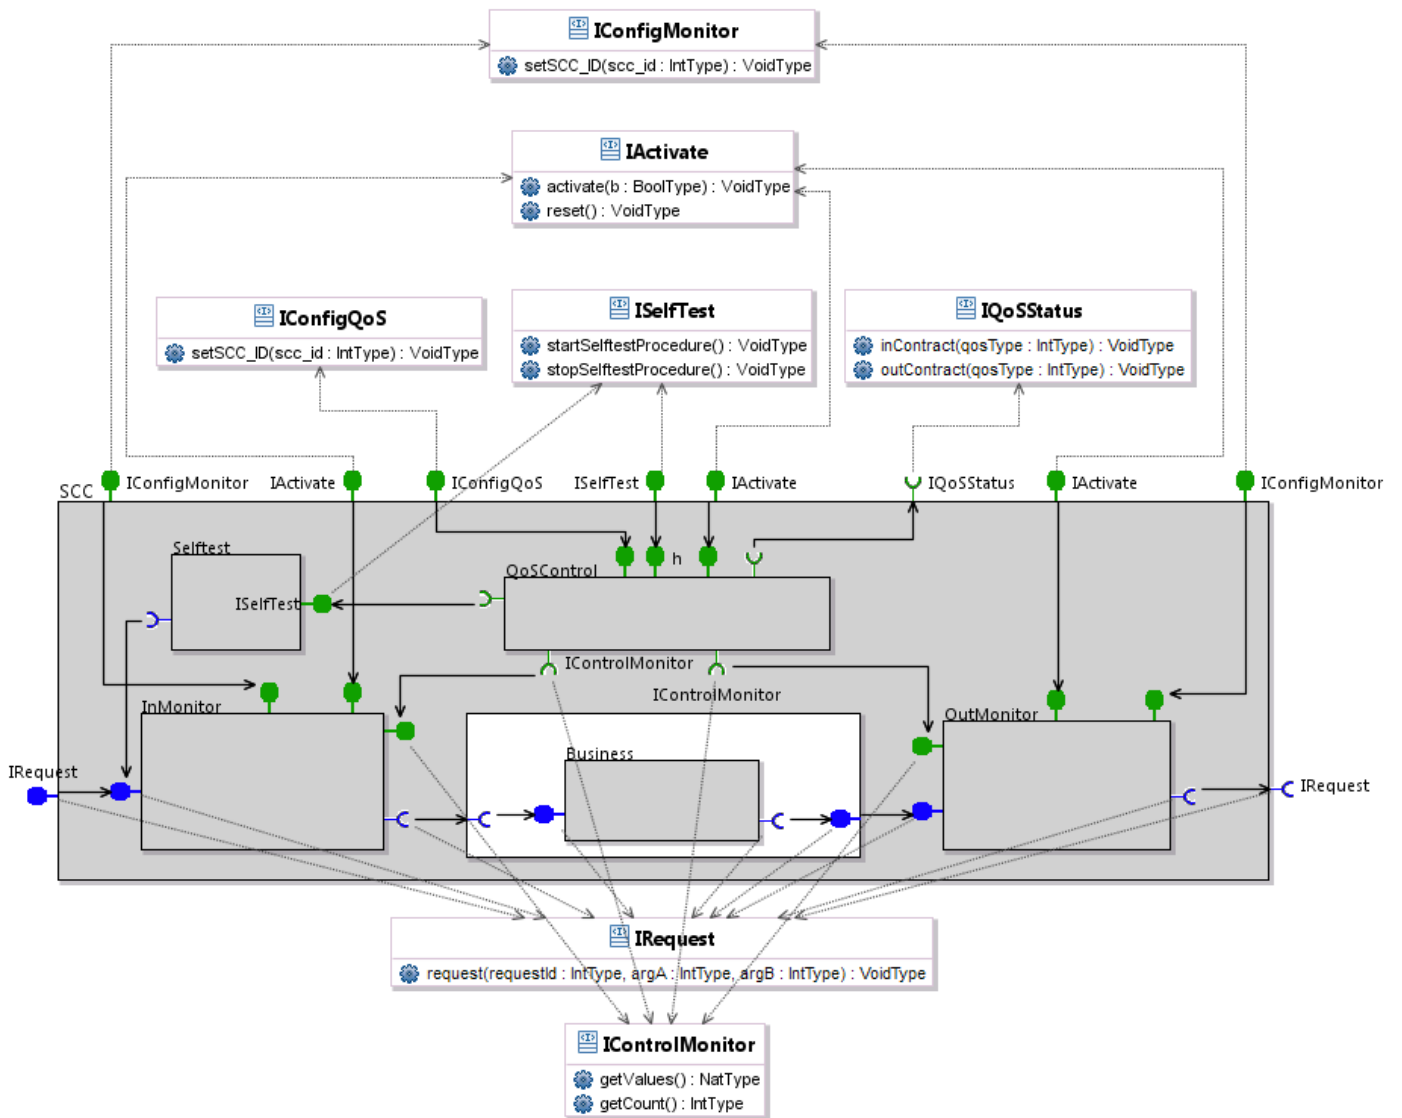 IConfigMonitor
setSCC_ID(scc_id : IntType) : VoidType
IActivate
activate(b : BoolType) : VoidType
reset() : VoidType
IConfigQoS
setSCC_ID(scc_id : IntType) : VoidType
ISelfTest
startSelftestProcedure() : VoidType
stopSelftestProcedure() : VoidType
IQoSStatus
inContract(qosType : IntType) : VoidType
outContract(qosType : IntType) : VoidType
SCC
IConfigMonitor
IActivate
IConfigQoS
ISelfTest
IActivate
IQoSStatus
IActivate
IConfigMonitor
Selftest
ISelfTest
h
QoSControl
IControlMonitor
IControlMonitor
InMonitor
OutMonitor
Business
IRequest
IRequest
IRequest
request(requestId : IntType, argA : IntType, argB : IntType) : VoidType
IControlMonitor
getValues() : NatType
getCount() : IntType